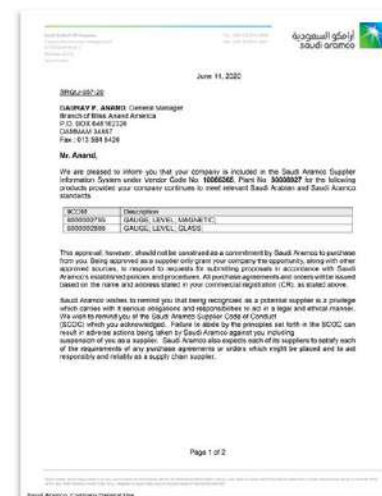 أرامكو السعودية
saudi aramco
June 11, 2020
GAURAV P. ANAND, General Manager
Branch of Bliss Anand America
DAMMAM
Mr. Anand,
We are pleased to inform you that your company is included in the Saudi Aramco Supplier
Information System under Vendor Code No. Plant No. for the following
products provided your company continues to meet relevant Saudi Arabian and Saudi Aramco
standards.
9COM Description
GAUGE, LEVEL, MAGNETIC;
GAUGE, LEVEL, GLASS;
This approval, however, should not be construed as a commitment by Saudi Aramco to purchase
from you. Being approved as a supplier only grant your company the opportunity, along with other
approved sources, to respond to requests for submitting proposals in accordance with Saudi
Aramco's established policies and procedures. All purchase agreements and orders will be issued
based on the name and address stated in your commercial registration (CR), as stated above.
Saudi Aramco wishes to remind you that being recognized as a potential supplier is a privilege
which carries with it serious obligations and responsibilities to act in a legal and ethical manner.
We wish to remind you of the Saudi Aramco Supplier Code of Conduct
(SCOC) which you acknowledged. Failure to abide by the principles set forth in the SCOC can
result in adverse actions being taken by Saudi Aramco against you including
suspension of you as a supplier. Saudi Aramco also expects each of its suppliers to satisfy each
of the requirements of any purchase agreements or orders which might be placed and to act
responsibly and reliably as a supply chain supplier.
Page 1 of 2
Saudi Aramco: Company General Use